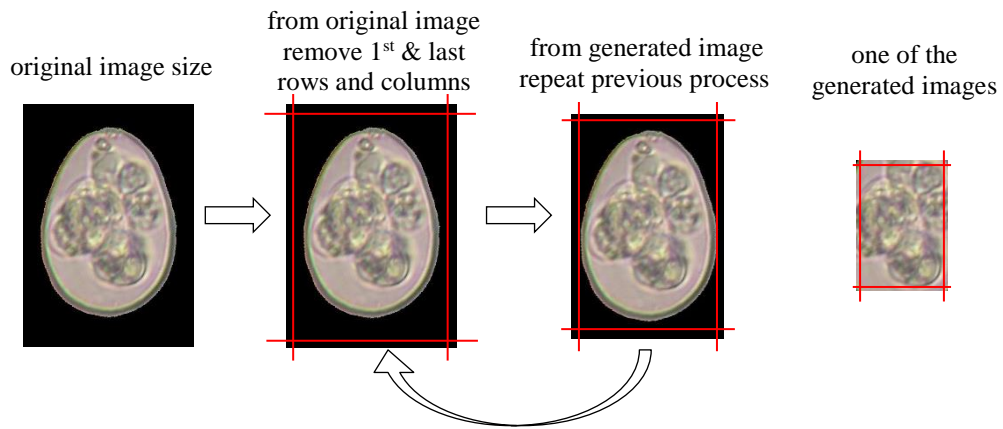 original image size
from original image
remove 1st & last
rows and columns
from generated image
repeat previous process
one of the
generated images